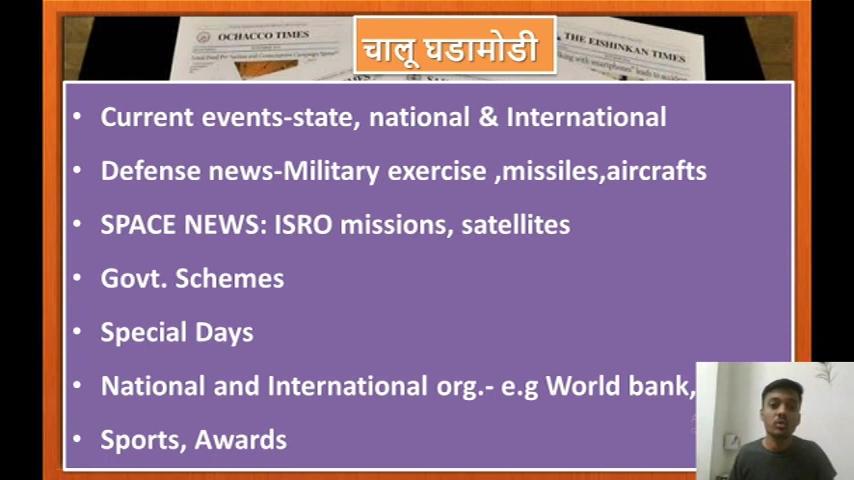 OCHACCO TIMES
THE EISHINKAN TIMES
चालू घडामोडी
• Current events-state, national & International
• Defense news-Military exercise ,missiles,aircrafts
• SPACE NEWS: ISRO missions, satellites
• Govt. Schemes
• Special Days
• National and International org.- e.g World bank,
• Sports, Awards